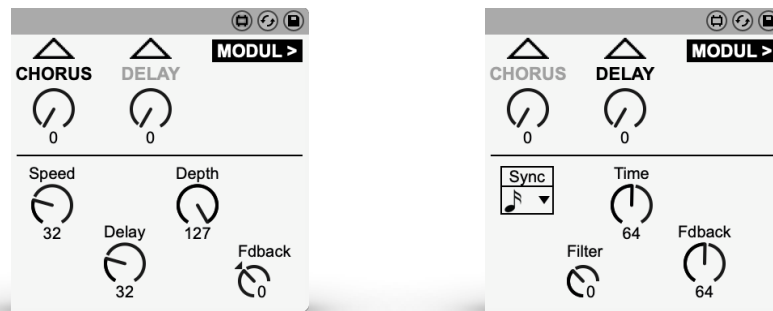 MODUL >
CHORUS DELAY
0 0
Speed Depth
32 127
Delay
32
Fdback
0
MODUL >
CHORUS DELAY
0 0
Sync Time
64
Filter Fdback
0 64